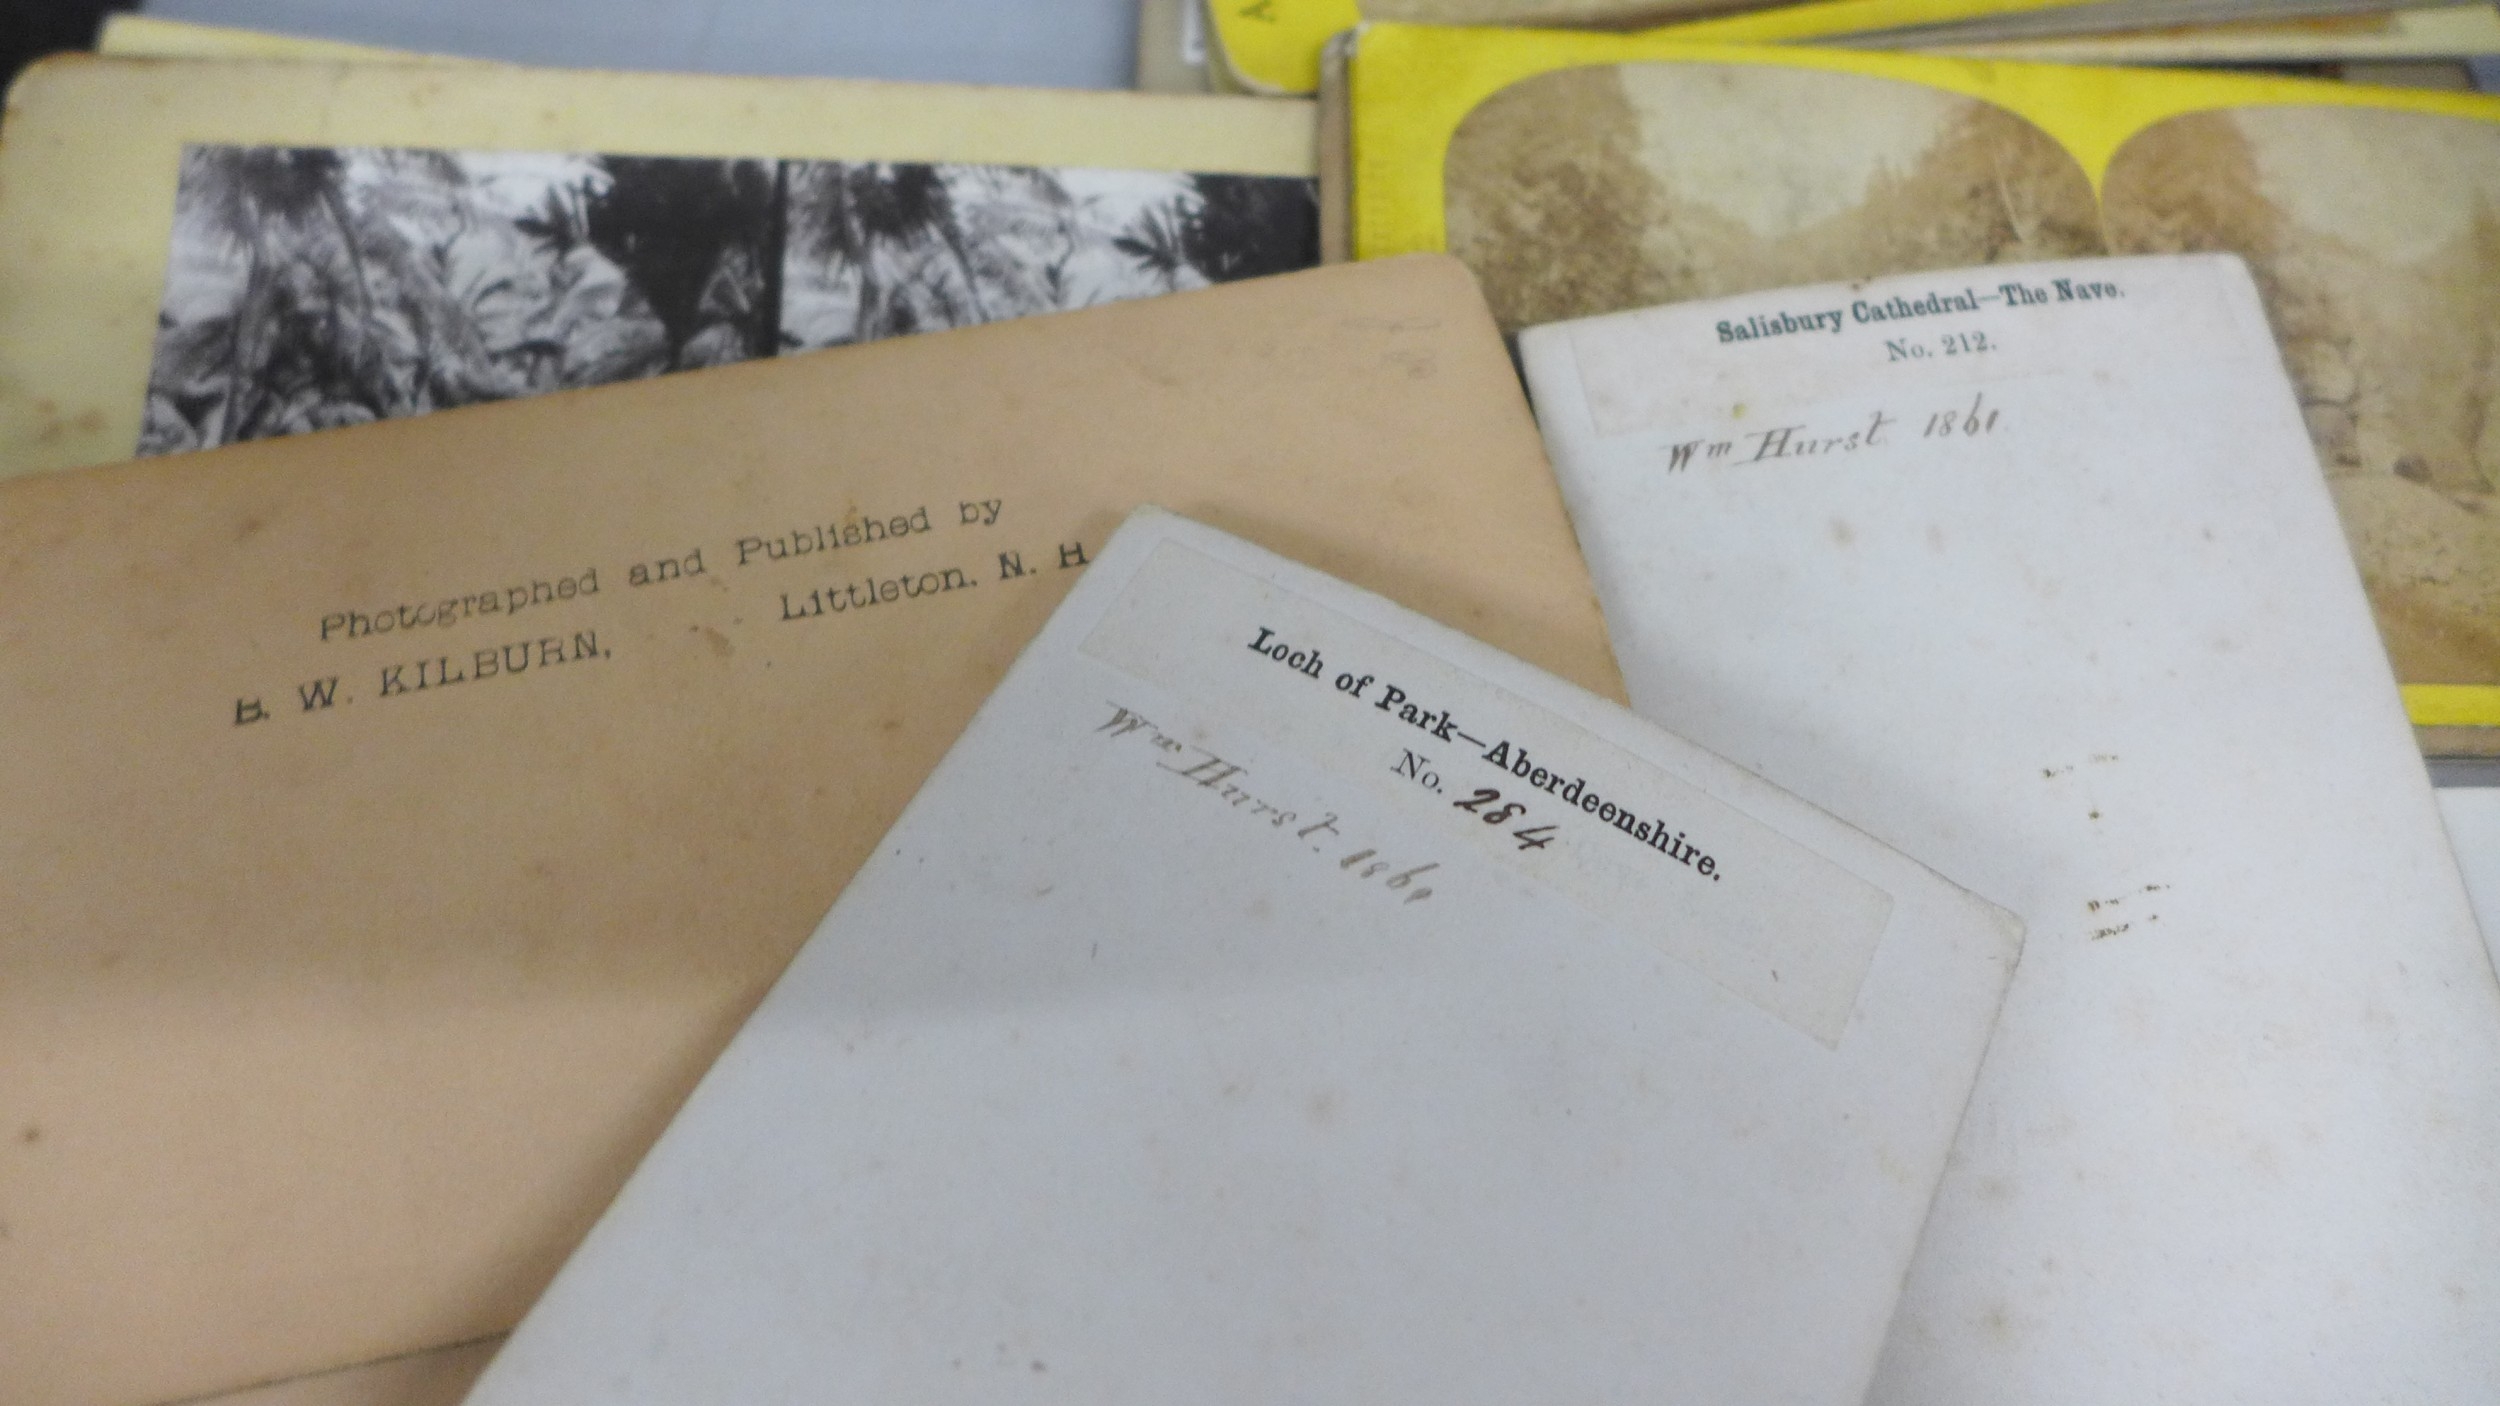 Salisbury Cathedral—The Nave.
No. 212.
Wm Hurst 1861
Photographed and Published by
B. W. KILBURN, Littleton, N. H.
Loch of Park—Aberdeenshire.
No. 284
Wm Hurst. 1861